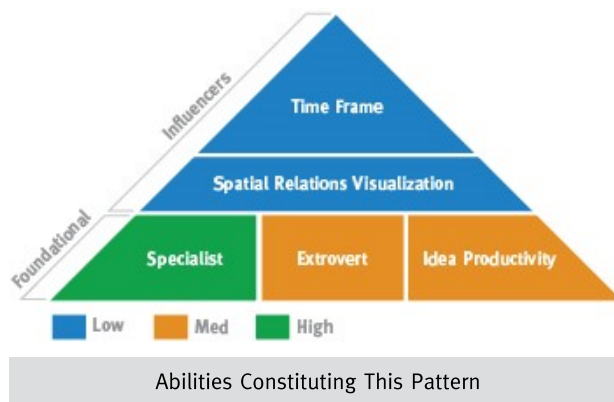 Influencers
Time Frame
Spatial Relations Visualization
Foundational
Specialist
Extrovert
Idea Productivity
Low
Med
High
Abilities Constituting This Pattern